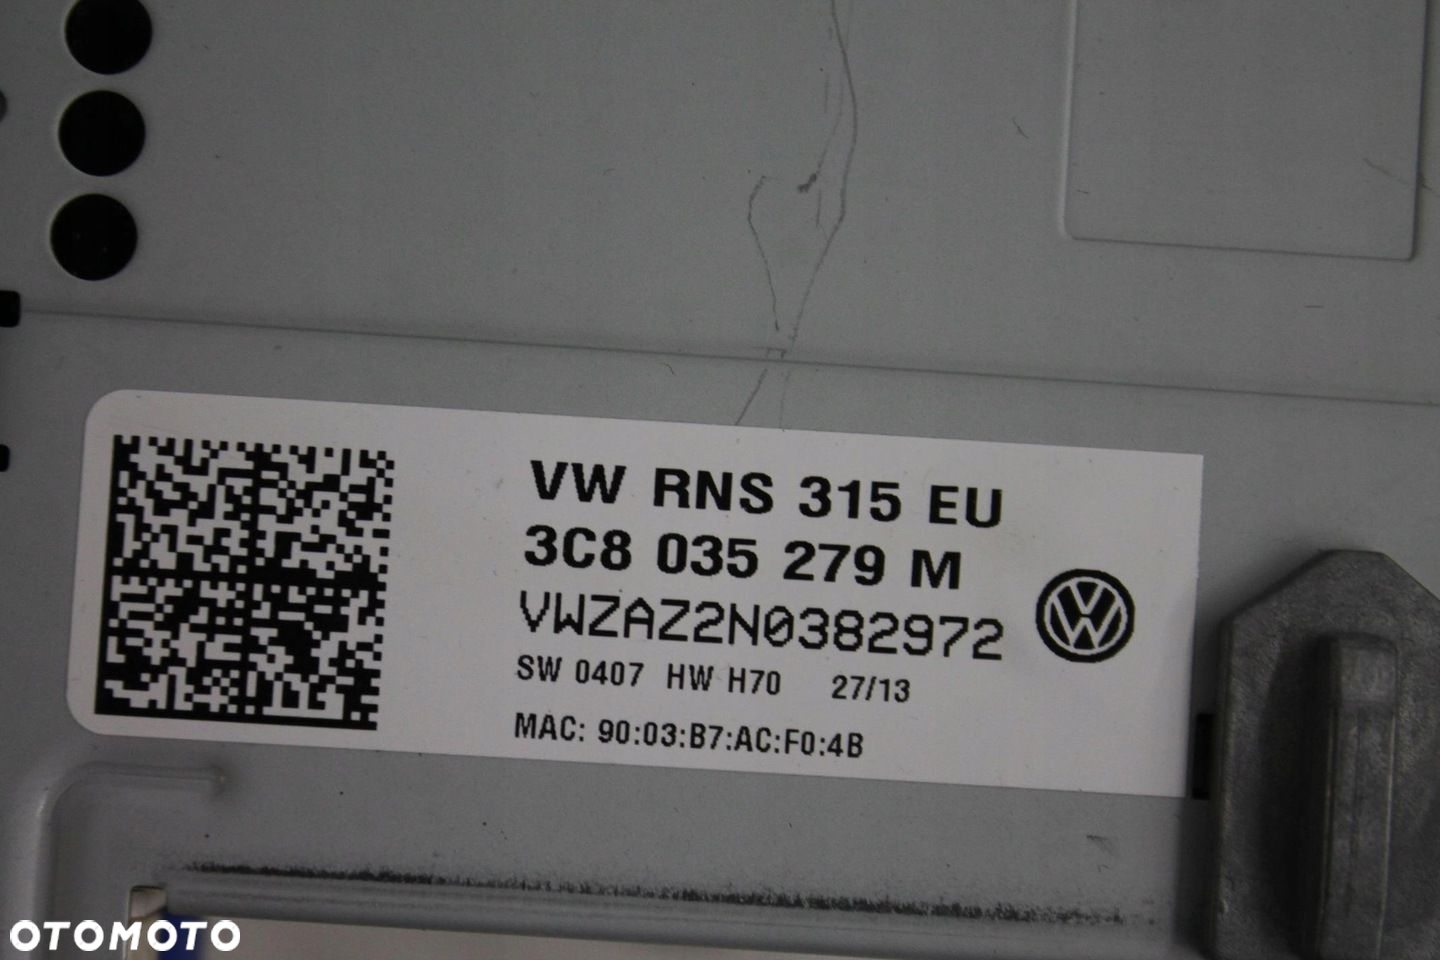 VW RNS 315 EU
3C8 035 279 M
VWZAZ2N0382972
SW 0407 HW H70 27/13
MAC: 90:03:B7:AC:F0:4B
OTOMOTO